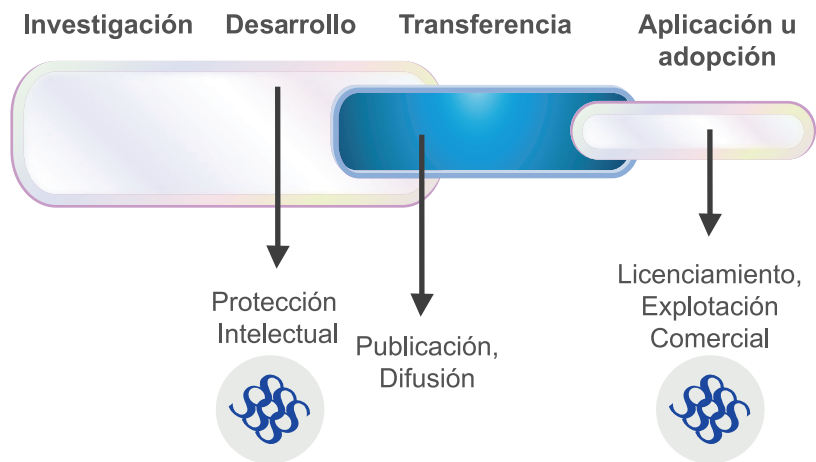 Investigación
Desarrollo
Transferencia
Aplicación u
adopción
Protección
Intelectual
Publicación,
Difusión
Licenciamiento,
Explotación
Comercial